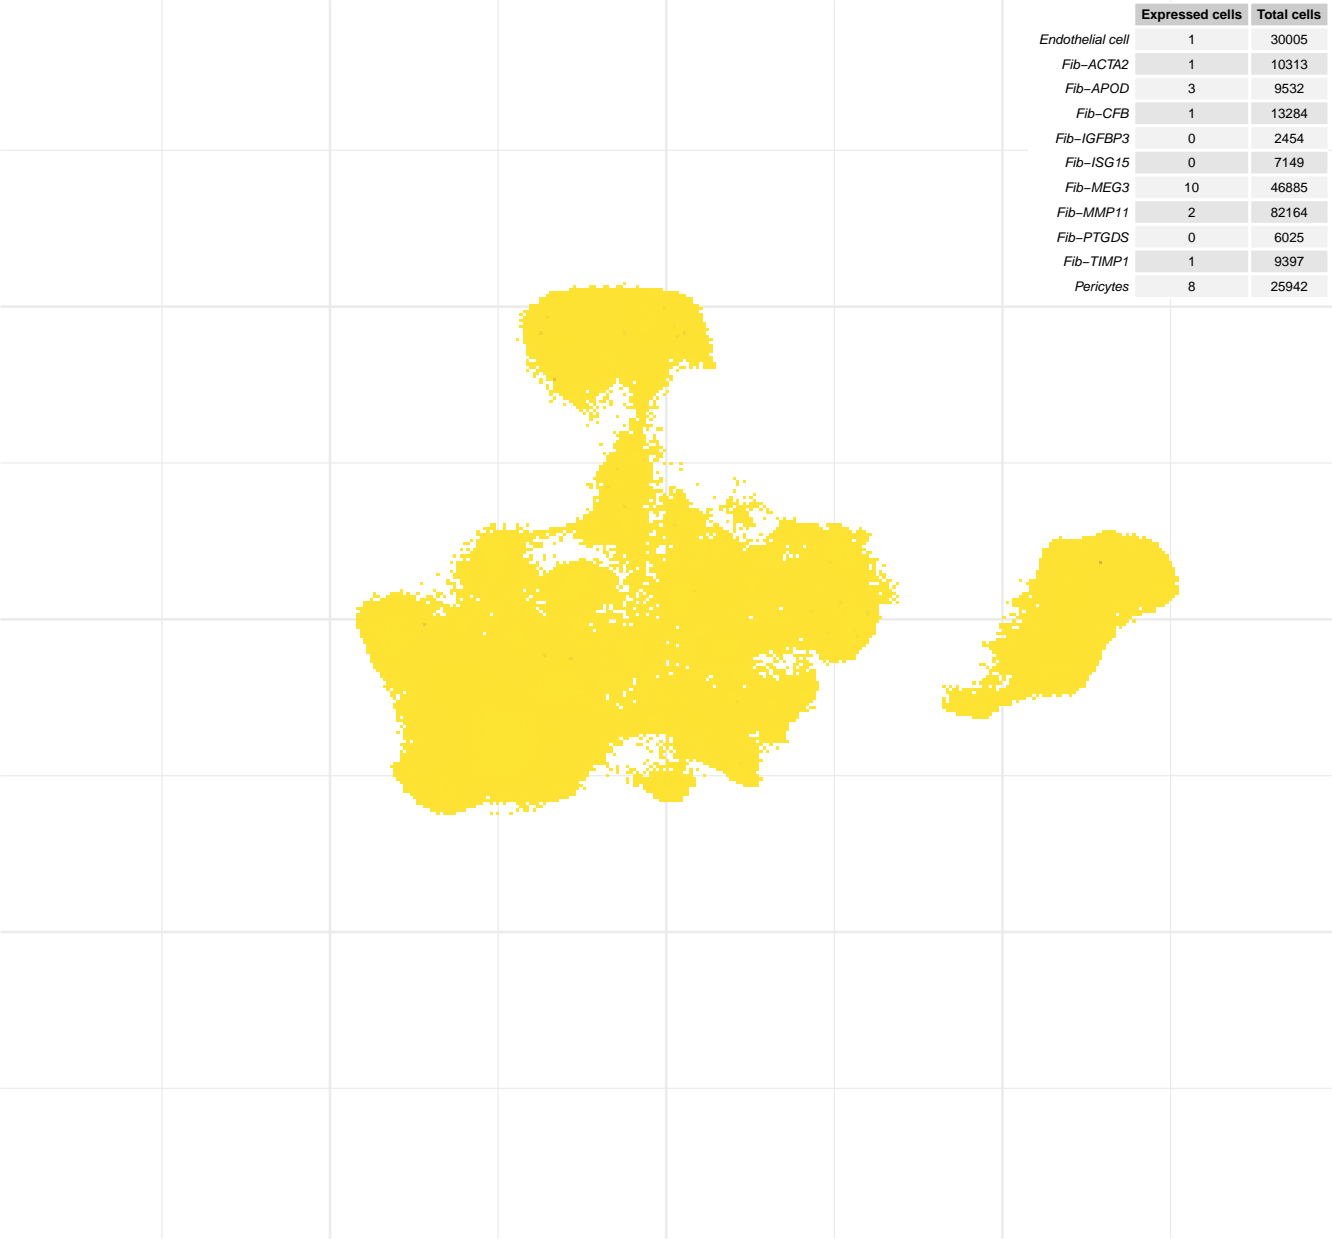 Expressed cells Total cells
Endothelial cell 1 30005
Fib−ACTA2 1 10313
Fib−APOD 3 9532
Fib−CFB 1 13284
Fib−IGFBP3 0 2454
Fib−ISG15 0 7149
Fib−MEG3 10 46885
Fib−MMP11 2 82164
Fib−PTGDS 0 6025
Fib−TIMP1 1 9397
Pericytes 8 25942